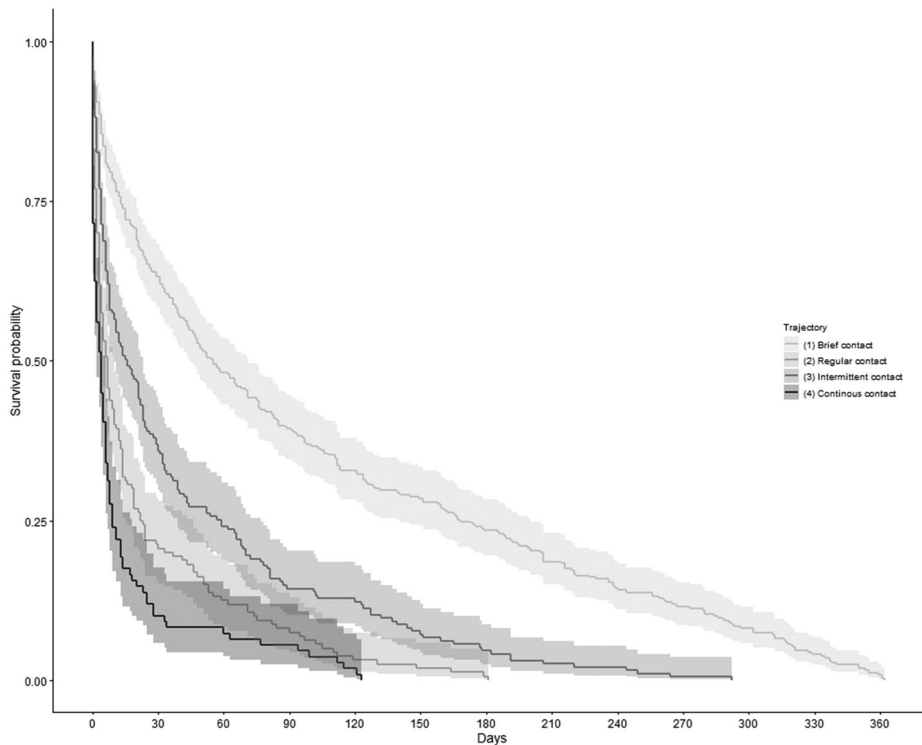 1.00
0.75
0.50
0.25
0.00
Survival probability
0 30 60 90 120 150 180 210 240 270 300 330 360
Days
Trajectory
(1) Brief contact
(2) Regular contact
(3) Intermittent contact
(4) Continous contact